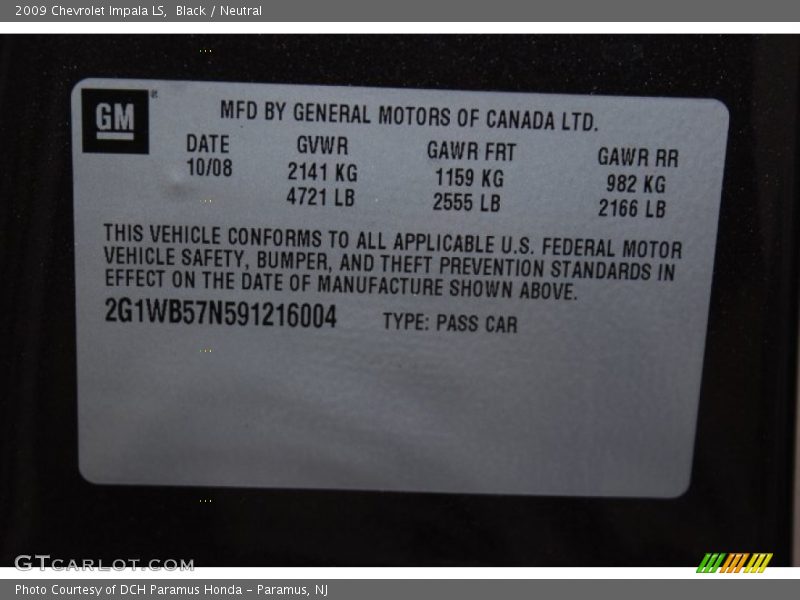 2009 Chevrolet Impala LS, Black / Neutral
GM
MFD BY GENERAL MOTORS OF CANADA LTD.
DATE GVWR GAWR FRT GAWR RR
10/08 2141 KG 1159 KG 982 KG
4721 LB 2555 LB 2166 LB
THIS VEHICLE CONFORMS TO ALL APPLICABLE U.S. FEDERAL MOTOR
VEHICLE SAFETY, BUMPER, AND THEFT PREVENTION STANDARDS IN
EFFECT ON THE DATE OF MANUFACTURE SHOWN ABOVE.
2G1WB57N591216004 TYPE: PASS CAR
GTCARLOT.COM
Photo Courtesy of DCH Paramus Honda - Paramus, NJ